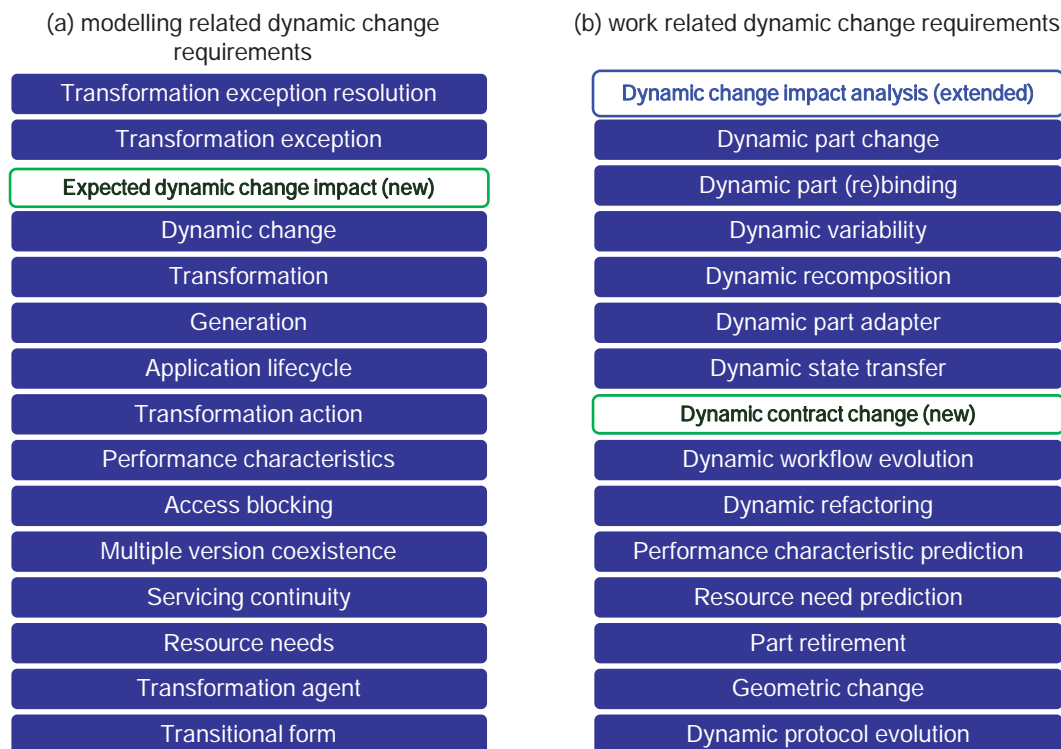 (a) modelling related dynamic change
requirements
Transformation exception resolution
Transformation exception
Expected dynamic change impact (new)
Dynamic change
Transformation
Generation
Application lifecycle
Transformation action
Performance characteristics
Access blocking
Multiple version coexistence
Servicing continuity
Resource needs
Transformation agent
Transitional form
(b) work related dynamic change requirements
Dynamic change impact analysis (extended)
Dynamic part change
Dynamic part (re)binding
Dynamic variability
Dynamic recomposition
Dynamic part adapter
Dynamic state transfer
Dynamic contract change (new)
Dynamic workflow evolution
Dynamic refactoring
Performance characteristic prediction
Resource need prediction
Part retirement
Geometric change
Dynamic protocol evolution